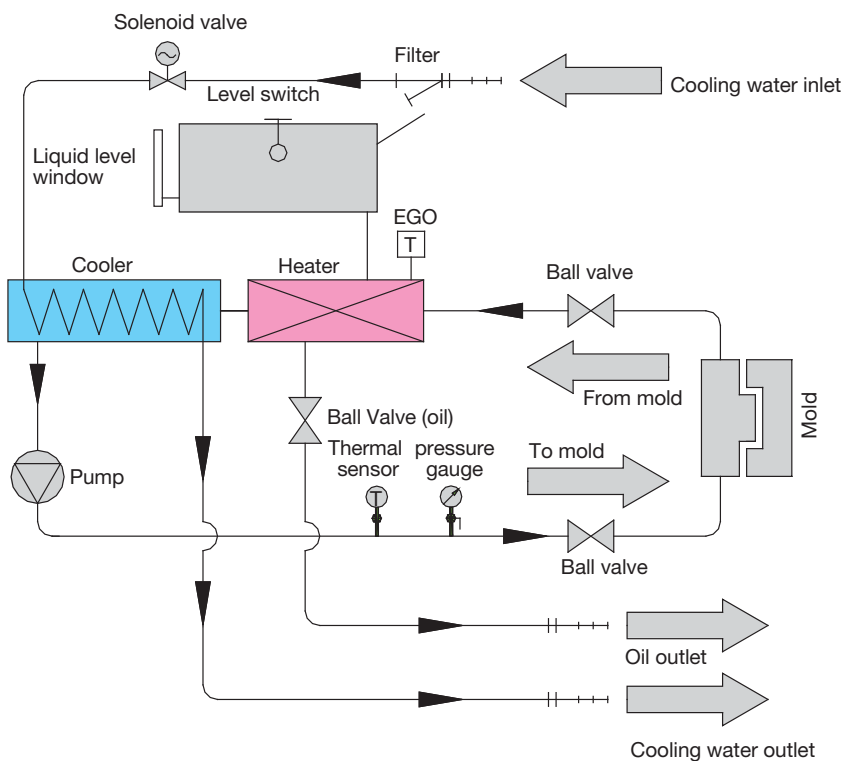 Solenoid valve
Filter
Cooling water inlet
Level switch
Liquid level
window
EGO
T
Cooler
Heater
Ball valve
From mold
Mold
Ball Valve (oil)
Thermal
sensor
pressure
gauge
To mold
Pump
T
Ball valve
Oil outlet
Cooling water outlet